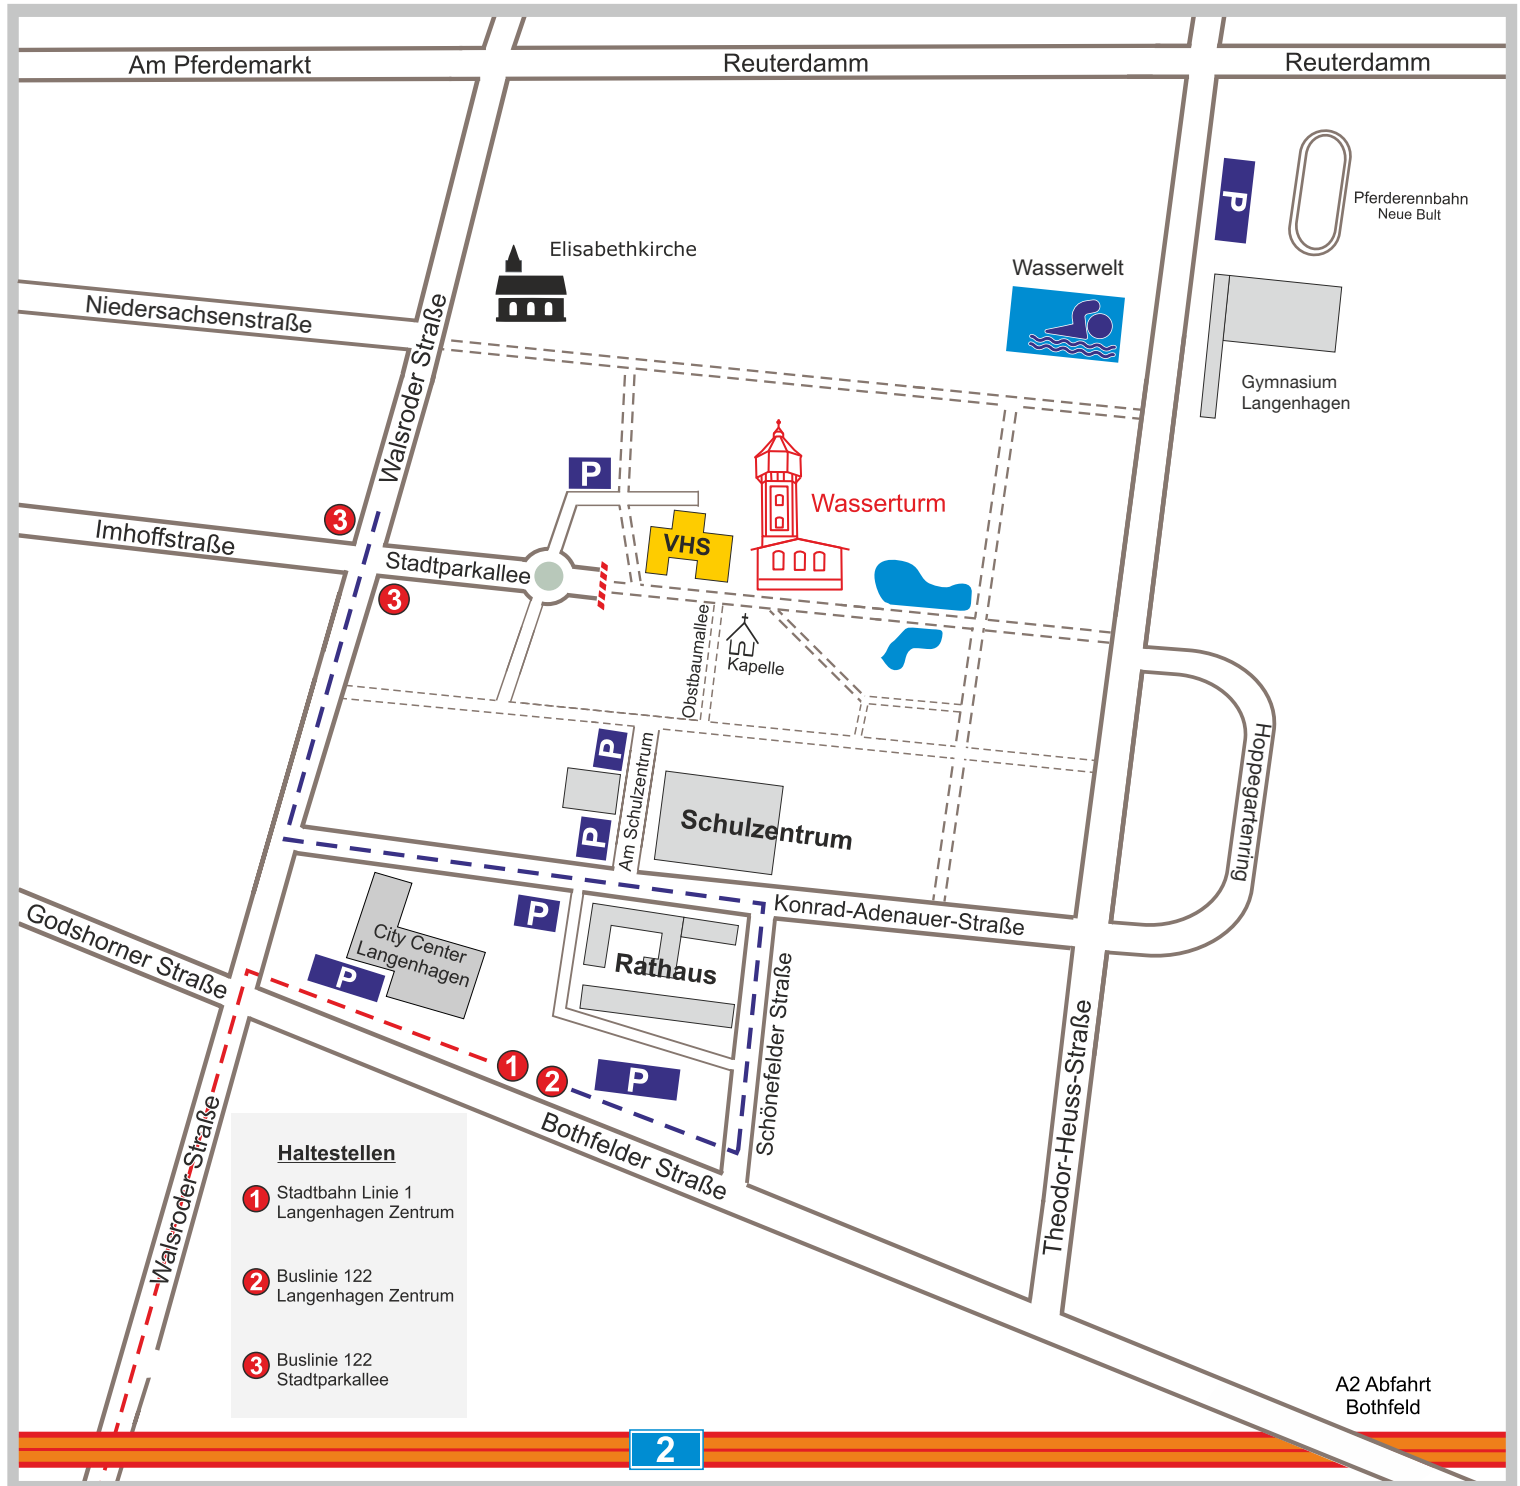 Am Pferdemarkt
Reuterdamm
Reuterdamm
P
Pferderennbahn
Neue Bult
Elisabethkirche
Wasserwelt
Niedersachsenstraße
Walsroder Straße
Gymnasium
Langenhagen
P
Wasserturm
3
Imhoffstraße
VHS
Stadtparkallee
3
Obstbaumallee
Kapelle
P
Am Schulzentrum
Hoppegartenring
Schulzentrum
P
Konrad-Adenauer-Straße
P
Godshorner Straße
City Center
Langenhagen
P
Rathaus
Schönefelder Straße
1
2
P
Bothfelder Straße
Theodor-Heuss-Straße
Walsroder Straße
Haltestellen
1 Stadtbahn Linie 1
Langenhagen Zentrum
2 Buslinie 122
Langenhagen Zentrum
3 Buslinie 122
Stadtparkallee
A2 Abfahrt
Bothfeld
2